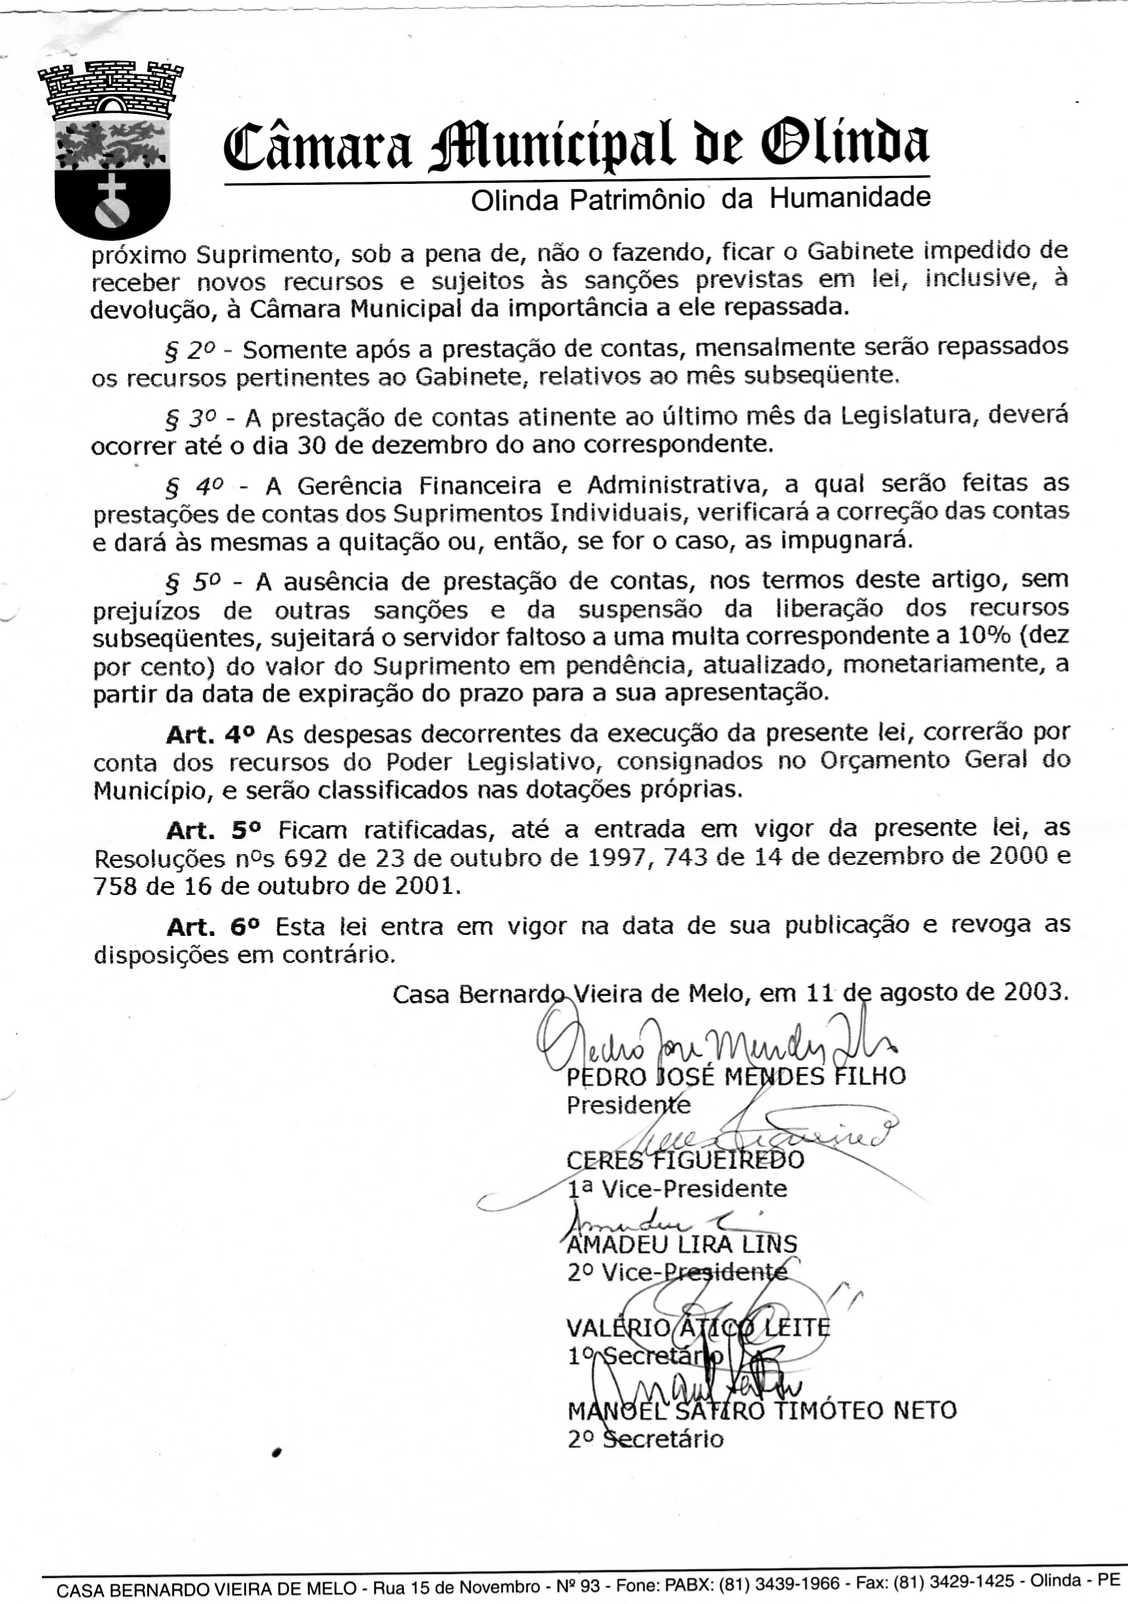 Câmara Municipal de Olinda
Olinda Patrimônio da Humanidade
próximo Suprimento, sob a pena de, não o fazendo, ficar o Gabinete impedido de
receber novos recursos e sujeitos às sanções previstas em lei, inclusive, à
devolução, à Câmara Municipal da importância a ele repassada.
§ 2º - Somente após a prestação de contas, mensalmente serão repassados
os recursos pertinentes ao Gabinete, relativos ao mês subseqüente.
§ 3º - A prestação de contas atinente ao último mês da Legislatura, deverá
ocorrer até o dia 30 de dezembro do ano correspondente.
§ 4º - A Gerência Financeira e Administrativa, a qual serão feitas as
prestações de contas dos Suprimentos Individuais, verificará a correção das contas
e dará às mesmas a quitação ou, então, se for o caso, as impugnará.
§ 5º - A ausência de prestação de contas, nos termos deste artigo, sem
prejuízos de outras sanções e da suspensão da liberação dos recursos
subseqüentes, sujeitará o servidor faltoso a uma multa correspondente a 10% (dez
por cento) do valor do Suprimento em pendência, atualizado, monetariamente, a
partir da data de expiração do prazo para a sua apresentação.
Art. 4º As despesas decorrentes da execução da presente lei, correrão por
conta dos recursos do Poder Legislativo, consignados no Orçamento Geral do
Município, e serão classificados nas dotações próprias.
Art. 5º Ficam ratificadas, até a entrada em vigor da presente lei, as
Resoluções nºs 692 de 23 de outubro de 1997, 743 de 14 de dezembro de 2000 e
758 de 16 de outubro de 2001.
Art. 6º Esta lei entra em vigor na data de sua publicação e revoga as
disposições em contrário.
Casa Bernardo Vieira de Melo, em 11 de agosto de 2003.
Pedro José Mendes Filho
PEDRO JOSÉ MENDES FILHO
Presidente
Ceres Figueiredo
CERES FIGUEIREDO
1ª Vice-Presidente
Amadeu
AMADEU LIRA LINS
2º Vice-Presidente
VALÉRIO ÁTICO LEITE
1º Secretário
MANOEL SÁTIRO TIMÓTEO NETO
2º Secretário
CASA BERNARDO VIEIRA DE MELO - Rua 15 de Novembro - Nº 93 - Fone: PABX: (81) 3439-1966 - Fax: (81) 3429-1425 - Olinda - PE